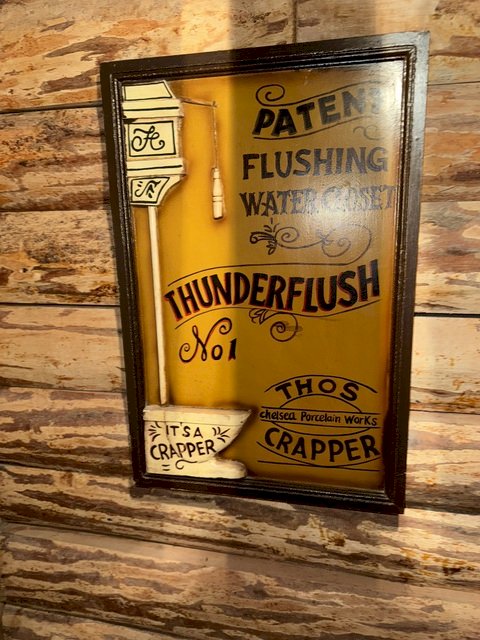 PATENT
FLUSHING
WATER CLOSET
THUNDERFLUSH
No 1
THOS
Chelsea Porcelain Works
CRAPPER
IT'S A
CRAPPER